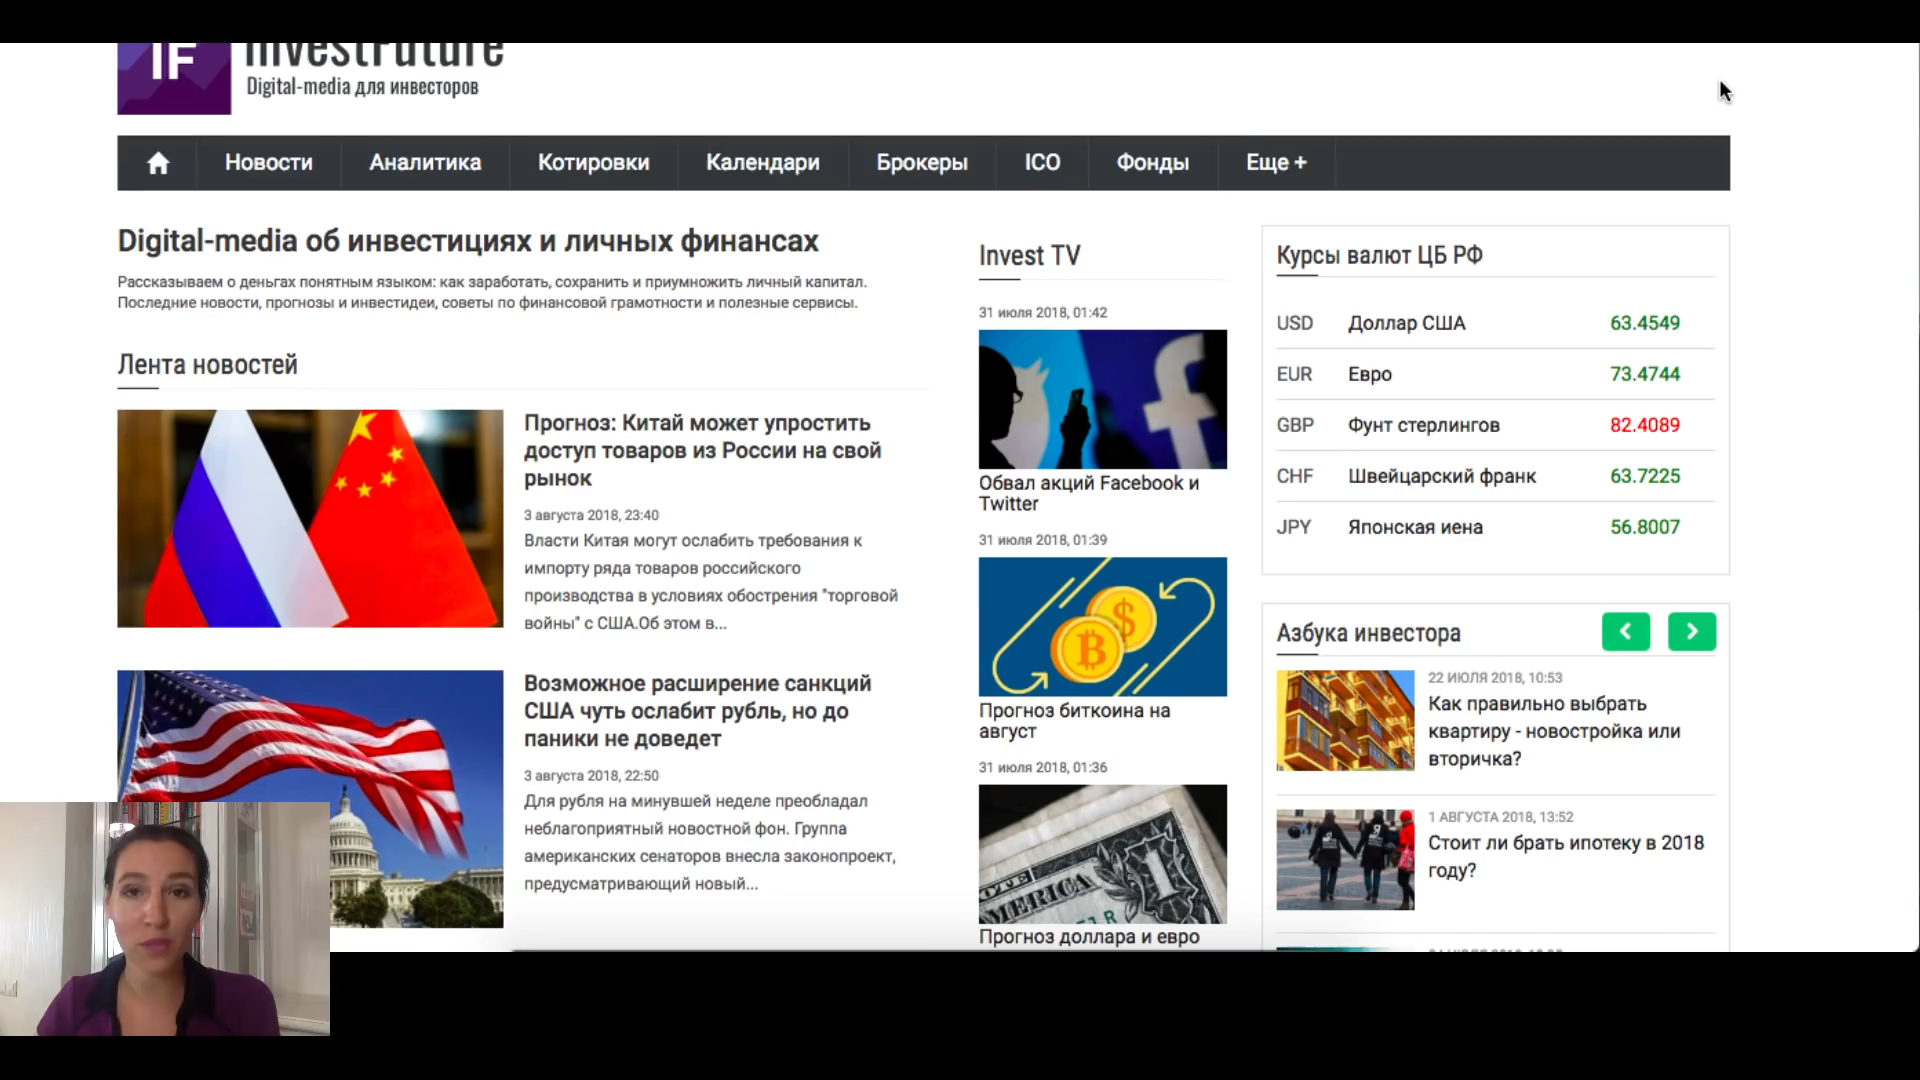 IF
InvestFuture
Digital-media для инвесторов
Новости
Аналитика
Котировки
Календари
Брокеры
ICO
Фонды
Еще +
Digital-media об инвестициях и личных финансах
Рассказываем о деньгах понятным языком: как заработать, сохранить и приумножить личный капитал.
Последние новости, прогнозы и инвестидеи, советы по финансовой грамотности и полезные сервисы.
Лента новостей
Прогноз: Китай может упростить
доступ товаров из России на свой
рынок
3 августа 2018, 23:40
Власти Китая могут ослабить требования к
импорту ряда товаров российского
производства в условиях обострения "торговой
войны" с США.Об этом в...
Возможное расширение санкций
США чуть ослабит рубль, но до
паники не доведет
3 августа 2018, 22:50
Для рубля на минувшей неделе преобладал
неблагоприятный новостной фон. Группа
американских сенаторов внесла законопроект,
предусматривающий новый...
Invest TV
31 июля 2018, 01:42
Обвал акций Facebook и
Twitter
31 июля 2018, 01:39
Прогноз биткоина на
август
31 июля 2018, 01:36
AMERICA
1
Прогноз доллара и евро
Курсы валют ЦБ РФ
USD Доллар США 63.4549
EUR Евро 73.4744
GBP Фунт стерлингов 82.4089
CHF Швейцарский франк 63.7225
JPY Японская иена 56.8007
Азбука инвестора
22 ИЮЛЯ 2018, 10:53
Как правильно выбрать
квартиру - новостройка или
вторичка?
1 АВГУСТА 2018, 13:52
Стоит ли брать ипотеку в 2018
году?